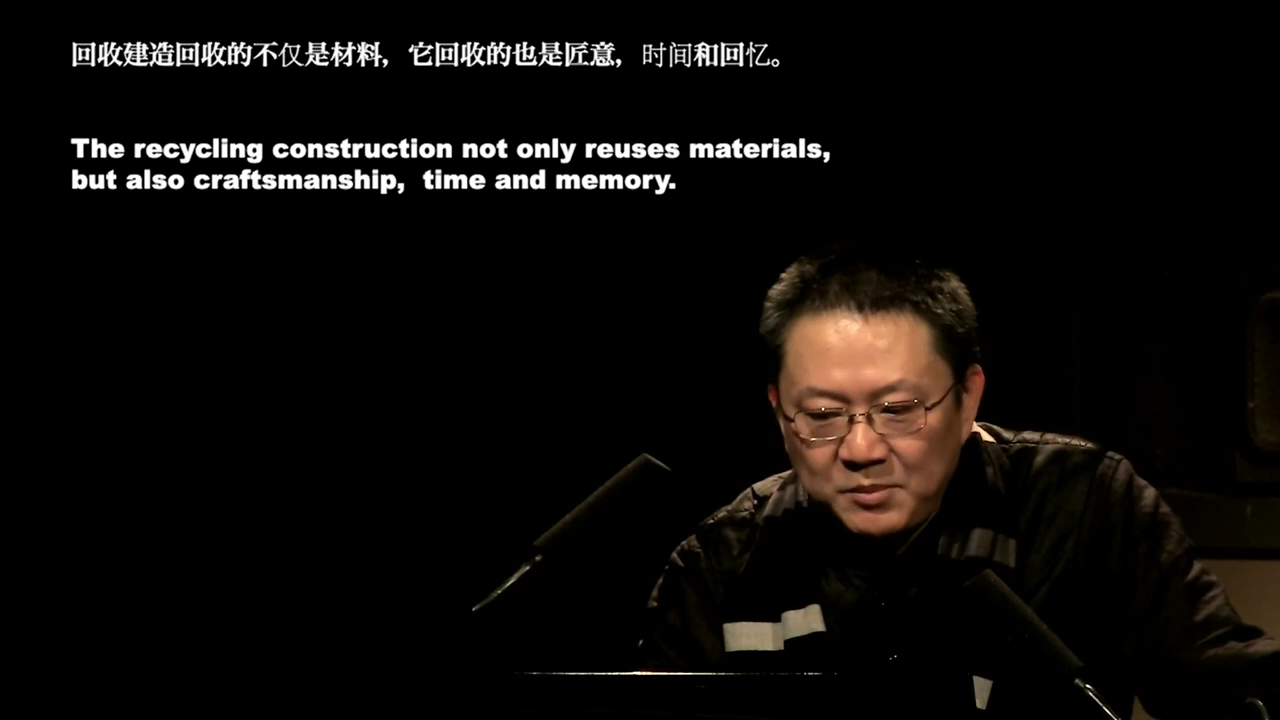 回收建造回收的不仅是材料，它回收的也是匠意，时间和回忆。
The recycling construction not only reuses materials,
but also craftsmanship,  time and memory.